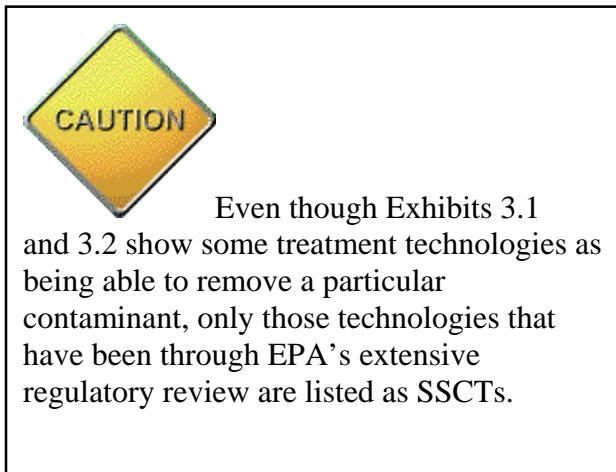 CAUTION
Even though Exhibits 3.1
and 3.2 show some treatment technologies as
being able to remove a particular
contaminant, only those technologies that
have been through EPA's extensive
regulatory review are listed as SSCTs.